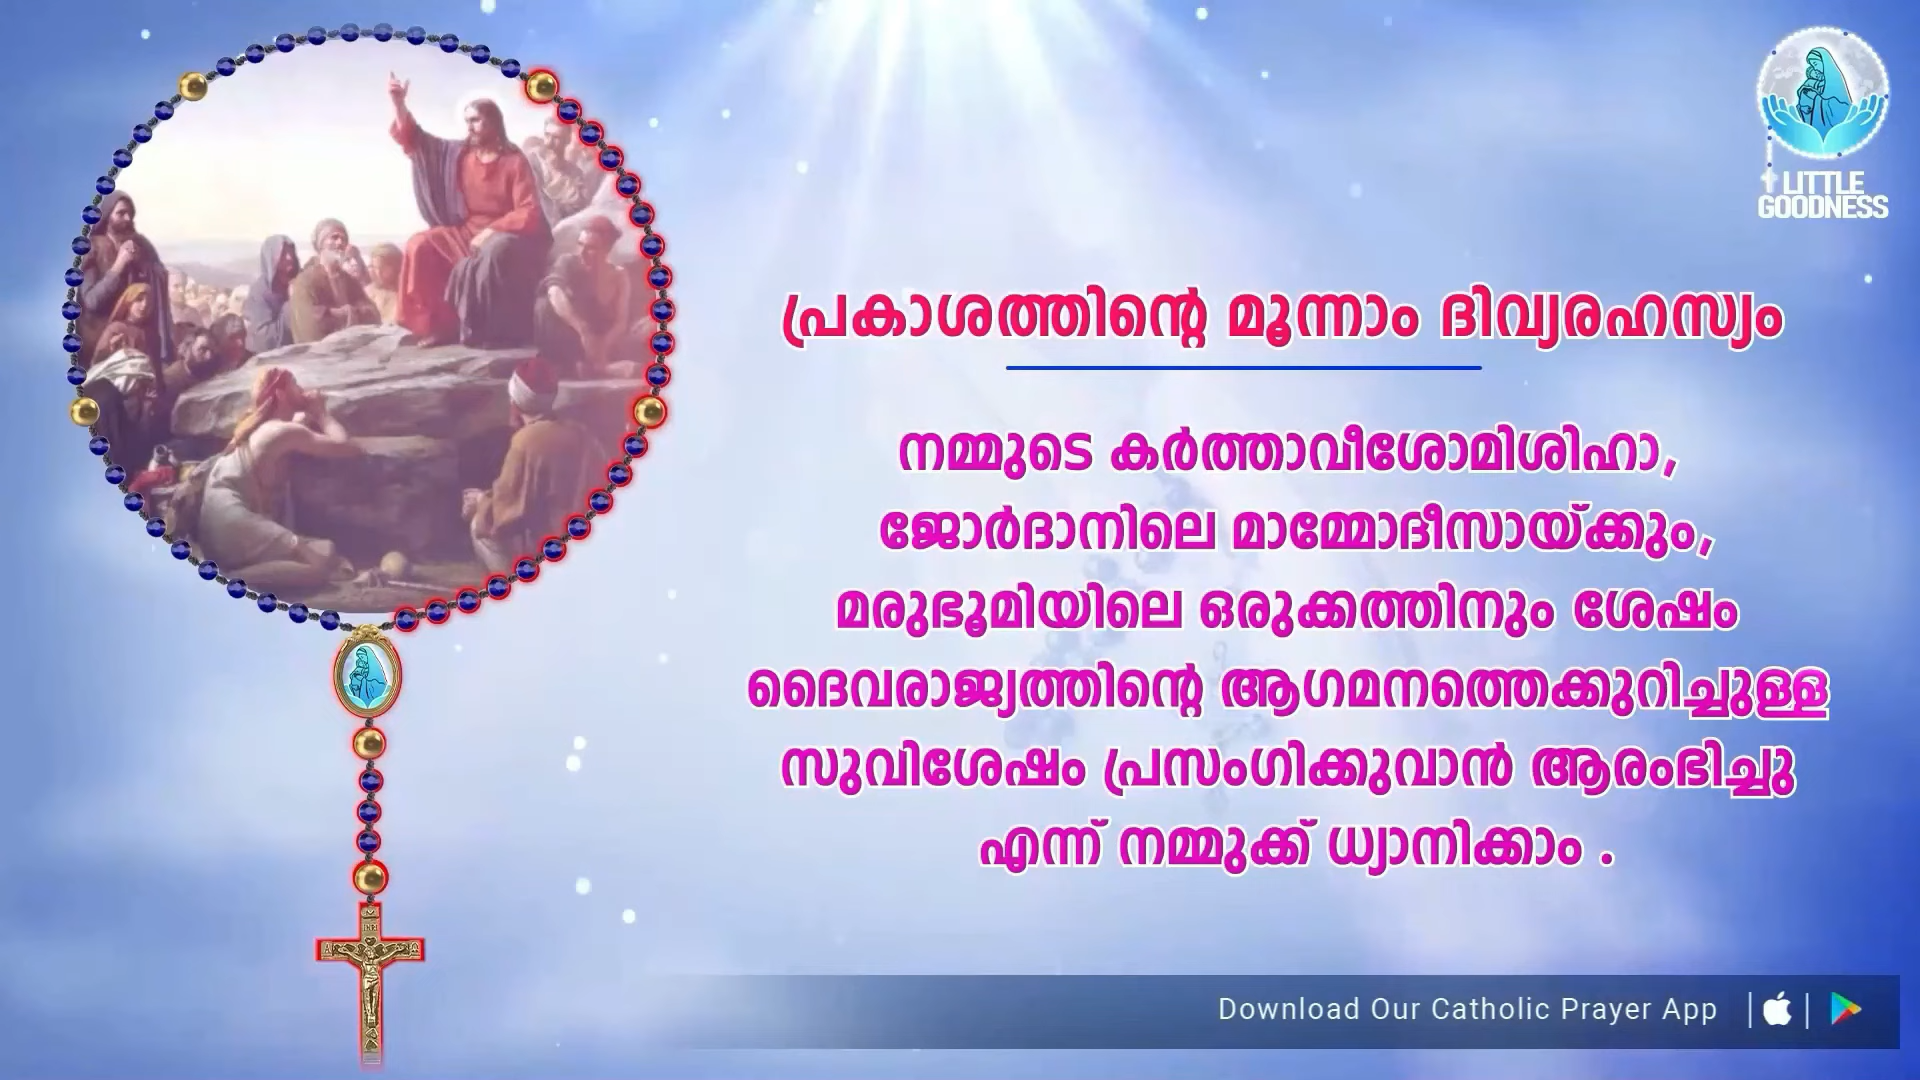 LITTLE
GOODNESS
പ്രകാശത്തിന്റെ മൂന്നാം ദിവ്യരഹസ്യം
നമ്മുടെ കർത്താവീശോമിശിഹാ,
ജോർദാനിലെ മാമ്മോദീസായ്ക്കും,
മരുഭൂമിയിലെ ഒരുക്കത്തിനും ശേഷം
ദൈവരാജ്യത്തിന്റെ ആഗമനത്തെക്കുറിച്ചുള്ള
സുവിശേഷം പ്രസംഗിക്കുവാൻ ആരംഭിച്ചു
എന്ന് നമ്മുക്ക് ധ്യാനിക്കാം .
INRI
Download Our Catholic Prayer App